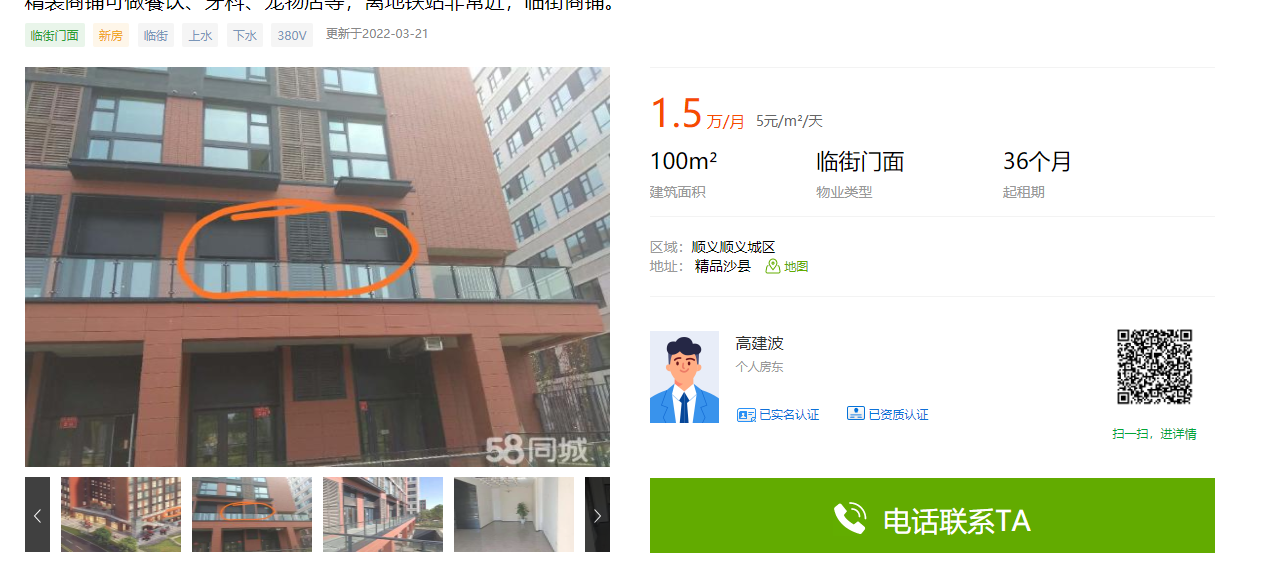 精装商铺可做餐饮、牙科、宠物店等，离地铁站非常近，临街商铺。
临街门面 新房 临街 上水 下水 380V 更新于2022-03-21
1.5 万/月 5元/m²/天
100m² 临街门面 36个月
建筑面积 物业类型 起租期
区域： 顺义顺义城区
地址： 精品沙县 地图
高建波
个人房东
已实名认证 已资质认证
扫一扫，进详情
58同城
电话联系TA